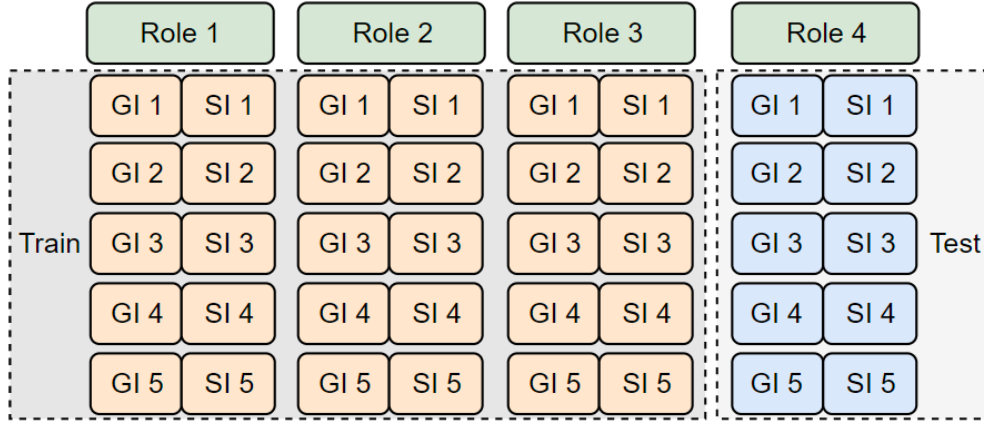 Role 1 Role 2 Role 3 Role 4
GI 1 SI 1 GI 1 SI 1 GI 1 SI 1 GI 1 SI 1
GI 2 SI 2 GI 2 SI 2 GI 2 SI 2 GI 2 SI 2
Train GI 3 SI 3 GI 3 SI 3 GI 3 SI 3 GI 3 SI 3 Test
GI 4 SI 4 GI 4 SI 4 GI 4 SI 4 GI 4 SI 4
GI 5 SI 5 GI 5 SI 5 GI 5 SI 5 GI 5 SI 5